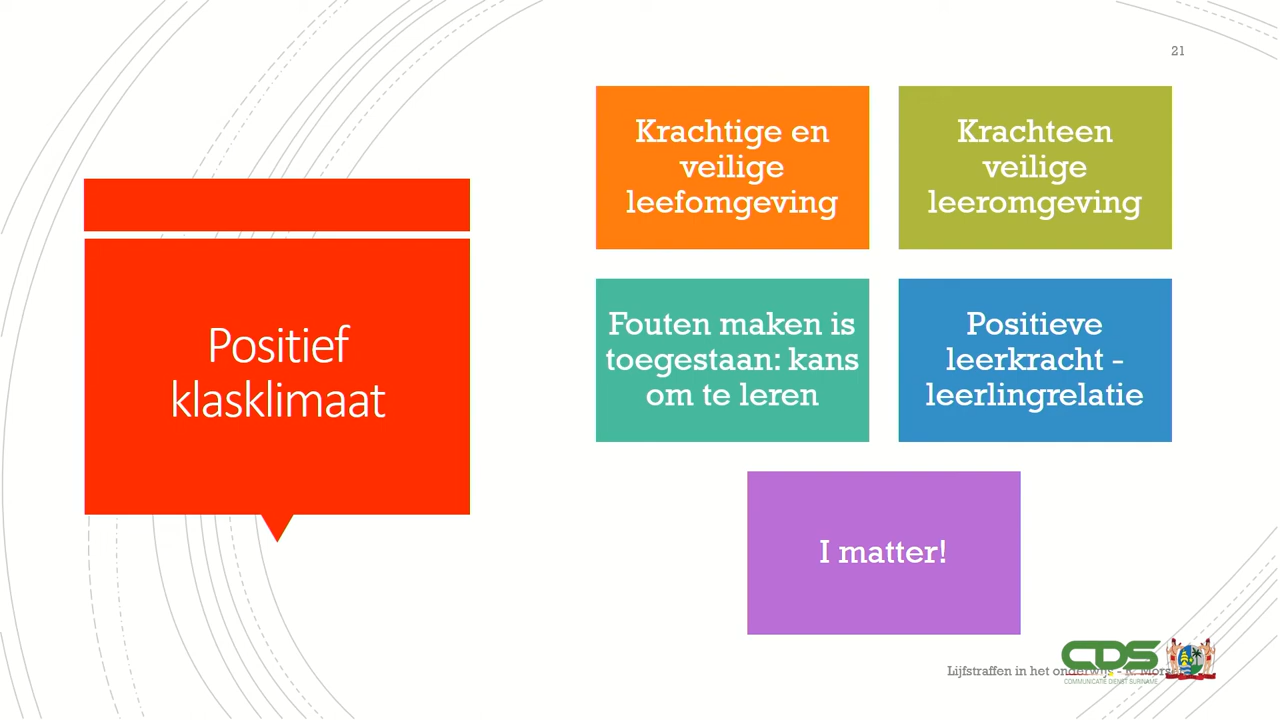 21
Positief
klasklimaat
Krachtige en
veilige
leefomgeving
Krachteen
veilige
leeromgeving
Fouten maken is
toegestaan: kans
om te leren
Positieve
leerkracht -
leerlingrelatie
I matter!
Lijfstraffen in het onderwijs -
CDS
COMMUNICATIE DIENST SURINAME